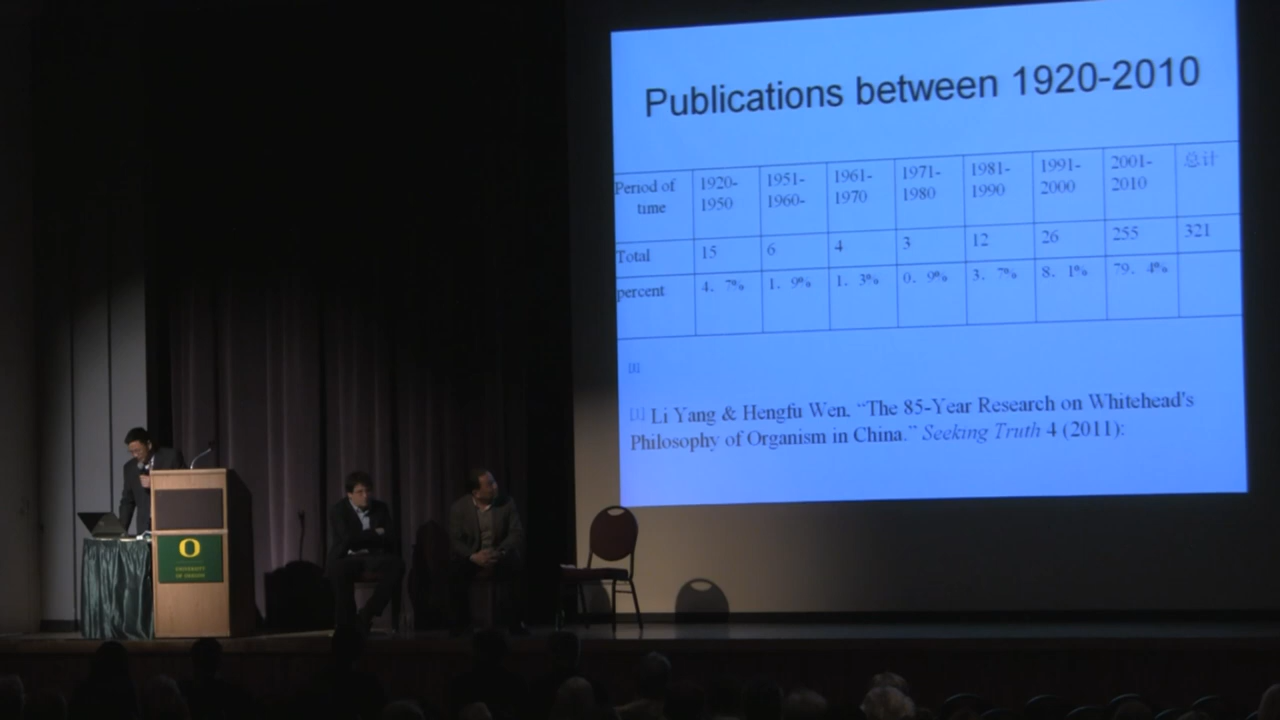 Publications between 1920-2010
Period of time 1920-1950 1951-1960- 1961-1970 1971-1980 1981-1990 1991-2000 2001-2010 总计
Total 15 6 4 3 12 26 255 321
percent 4. 7% 1. 9% 1. 3% 0. 9% 3. 7% 8. 1% 79. 4%
[1]
[1] Li Yang & Hengfu Wen. “The 85-Year Research on Whitehead's
Philosophy of Organism in China.” Seeking Truth 4 (2011):
O
UNIVERSITY
OF OREGON